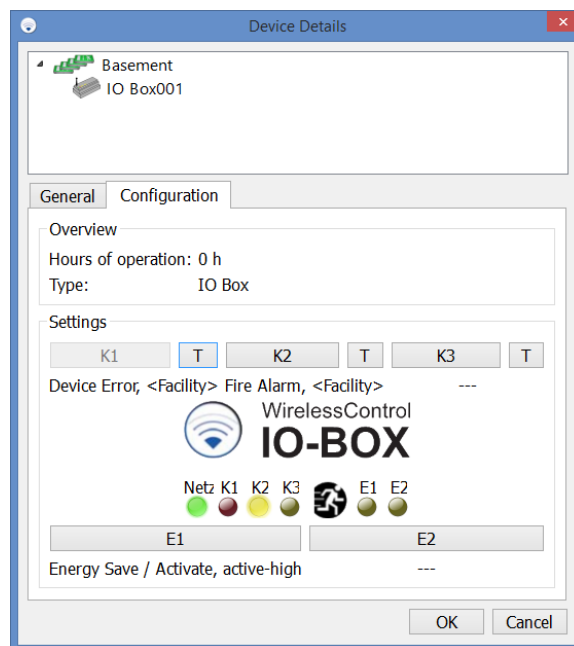 Device Details
Basement
IO Box001
General Configuration
Overview
Hours of operation: 0 h
Type: IO Box
Settings
K1 T K2 T K3 T
Device Error, <Facility> Fire Alarm, <Facility> ---
WirelessControl
IO-BOX
Netz K1 K2 K3 E1 E2
E1 E2
Energy Save / Activate, active-high ---
OK Cancel